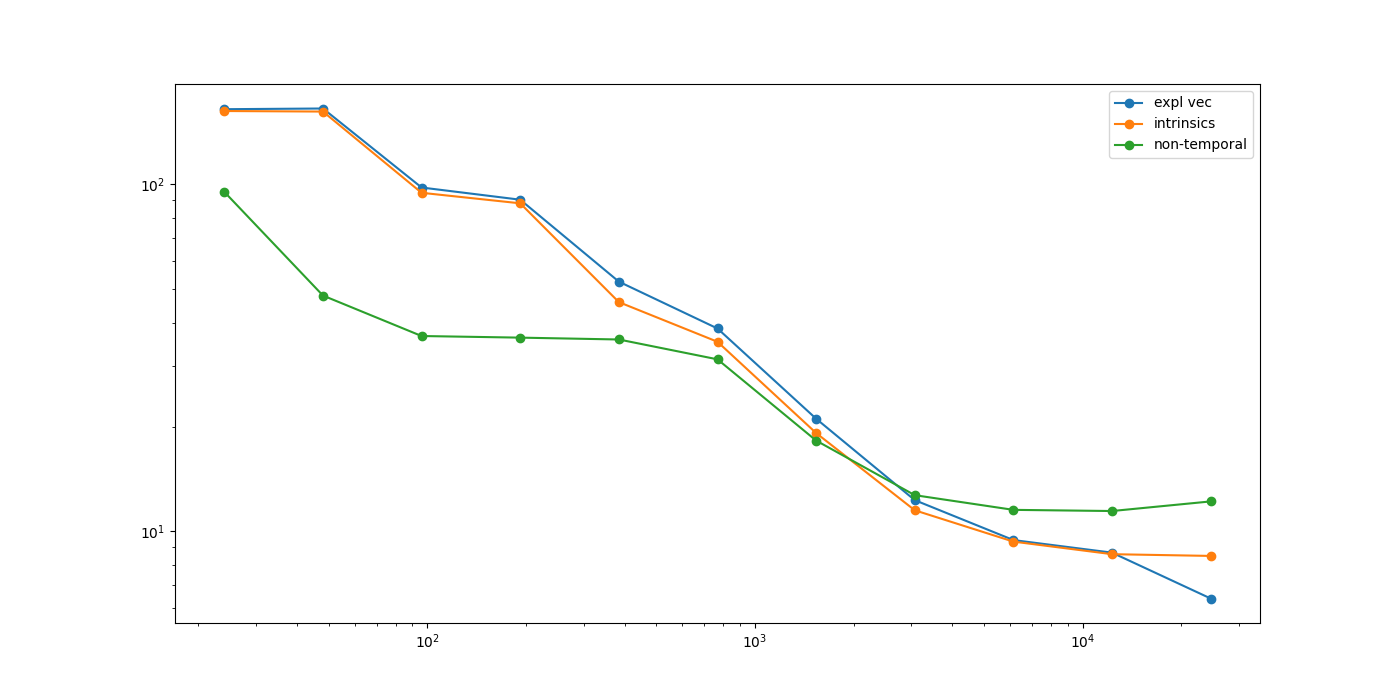 expl vec
intrinsics
non-temporal
10²
10¹
10²
10³
10⁴